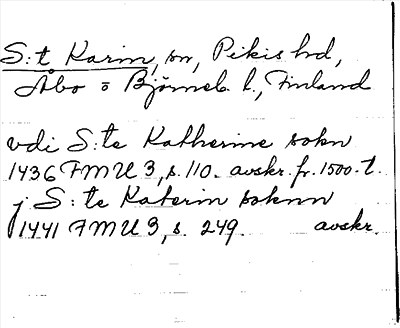 S:t Karin, sn, Pikis hd,
Åbo o Björneb. l., Finland
vdi S:te Katherine sokn
1436 FMU 3, s. 110. avskr. fr. 1500-t.
j S:te Katerin soknn
1441 FMU 3, s. 249. avskr.